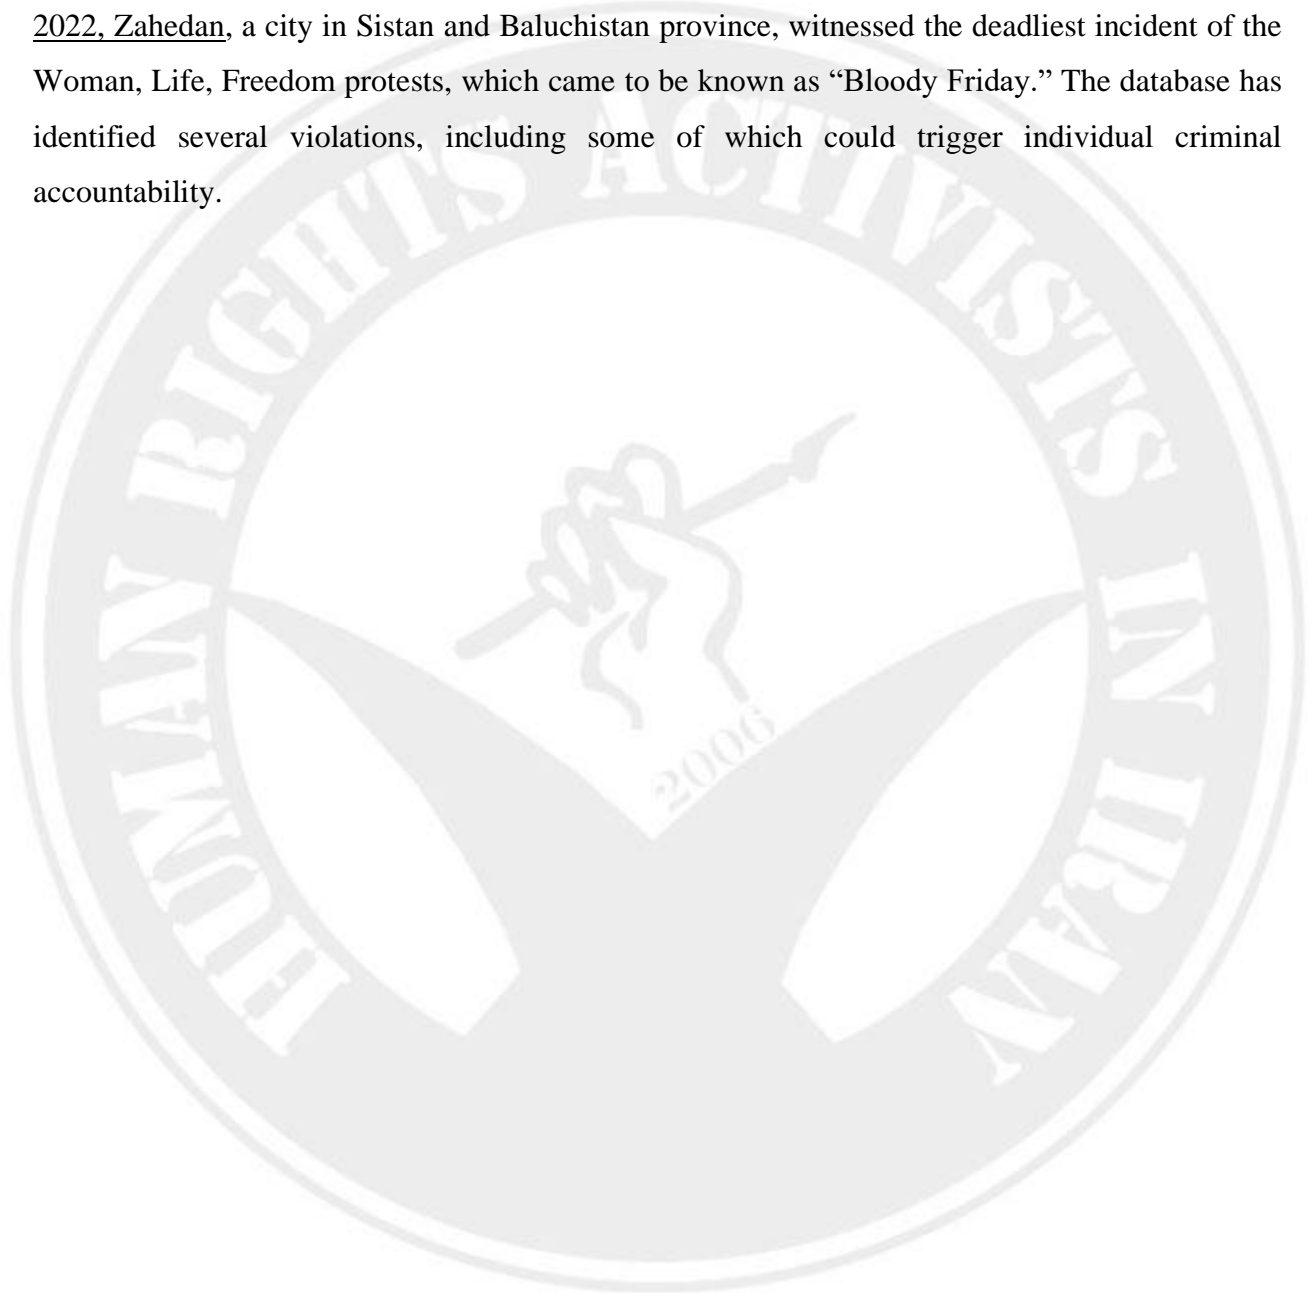 2022, Zahedan, a city in Sistan and Baluchistan province, witnessed the deadliest incident of the
Woman, Life, Freedom protests, which came to be known as “Bloody Friday.” The database has
identified several violations, including some of which could trigger individual criminal
accountability.
HUMAN RIGHTS ACTIVISTS IN IRAN
2006